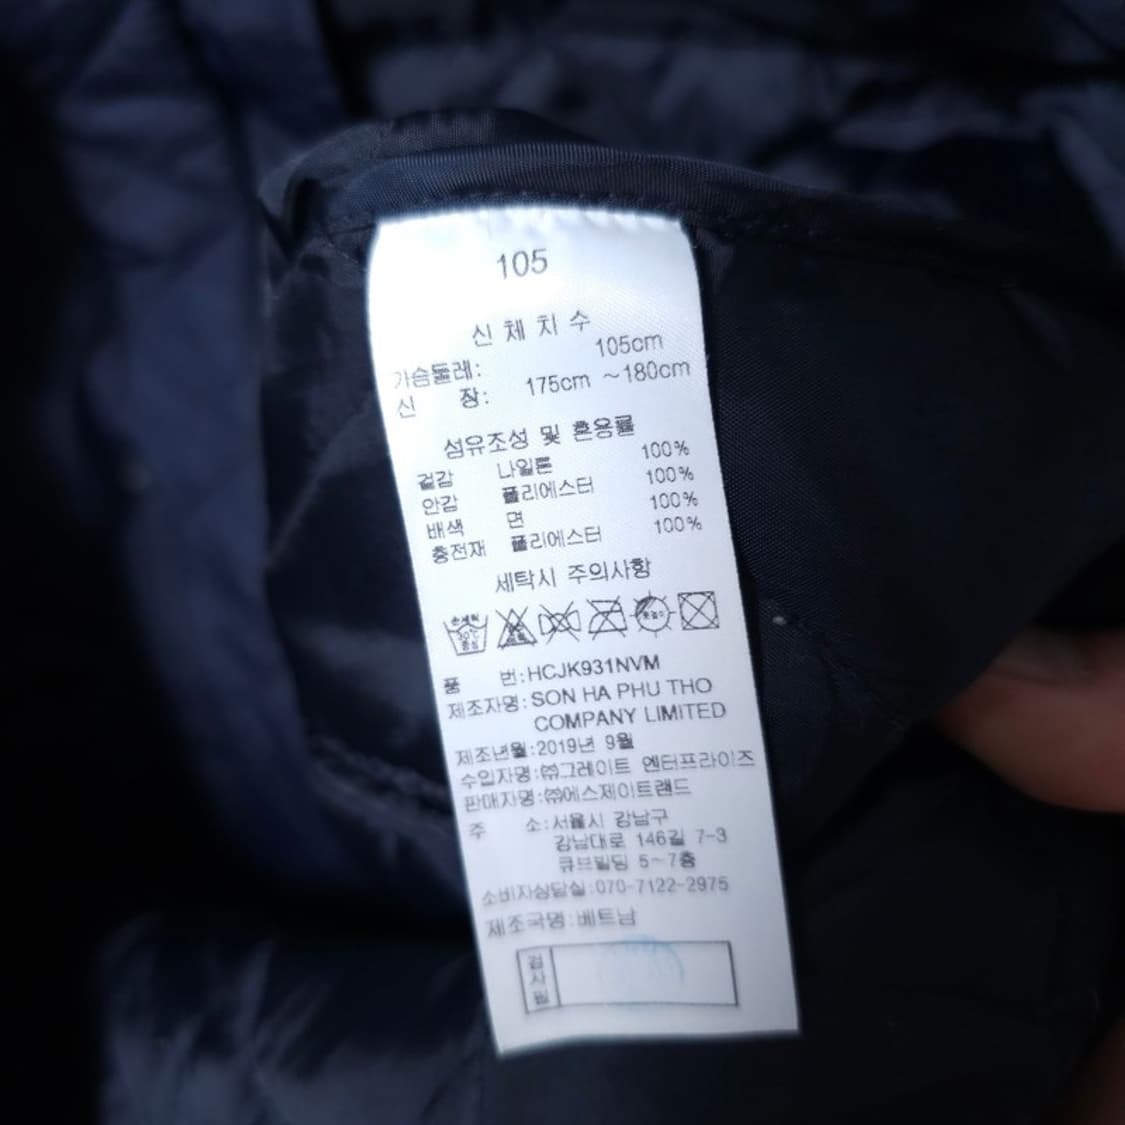 105
신체치수
가슴둘레: 105cm
신 장: 175cm ~180cm
섬유조성 및 혼용률
겉감 나일론 100%
안감 폴리에스터 100%
배색 면 100%
충전재 폴리에스터 100%
세탁시 주의사항
손세탁
30℃
중성
품 번:HCJK931NVM
제조자명:SON HA PHU THO
COMPANY LIMITED
제조년월:2019년 9월
수입자명:㈜그레이트 엔터프라이즈
판매자명:㈜에스제이트랜드
주 소:서울시 강남구
강남대로 146길 7-3
큐브빌딩 5~7층
소비자상담실:070-7122-2975
제조국명:베트남
검사필